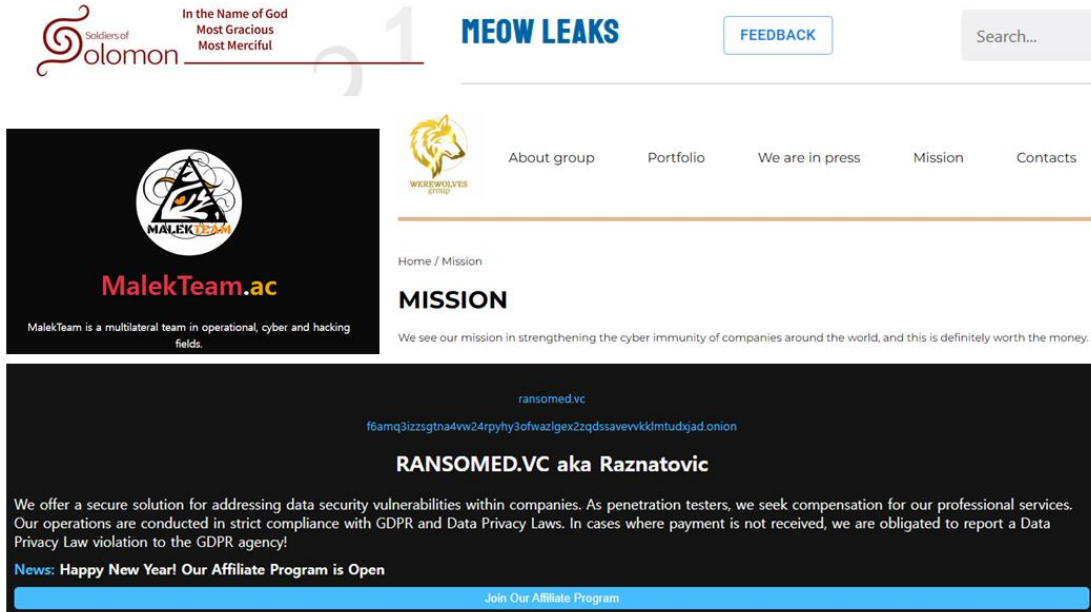 Soldiers of
Solomon
In the Name of God
Most Gracious
Most Merciful
21
MEOW LEAKS
FEEDBACK
Search...
MALEKTEAM
MalekTeam.ac
MalekTeam is a multilateral team in operational, cyber and hacking
fields.
WEREWOLVES
group
About group
Portfolio
We are in press
Mission
Contacts
Home / Mission
MISSION
We see our mission in strengthening the cyber immunity of companies around the world, and this is definitely worth the money.
ransomed.vc
f6amq3izzsgtna4vw24rpyhy3ofwazlgex2zqdssavevvkklmtudxjad.onion
RANSOMED.VC aka Raznatovic
We offer a secure solution for addressing data security vulnerabilities within companies. As penetration testers, we seek compensation for our professional services.
Our operations are conducted in strict compliance with GDPR and Data Privacy Laws. In cases where payment is not received, we are obligated to report a Data
Privacy Law violation to the GDPR agency!
News: Happy New Year! Our Affiliate Program is Open
Join Our Affiliate Program